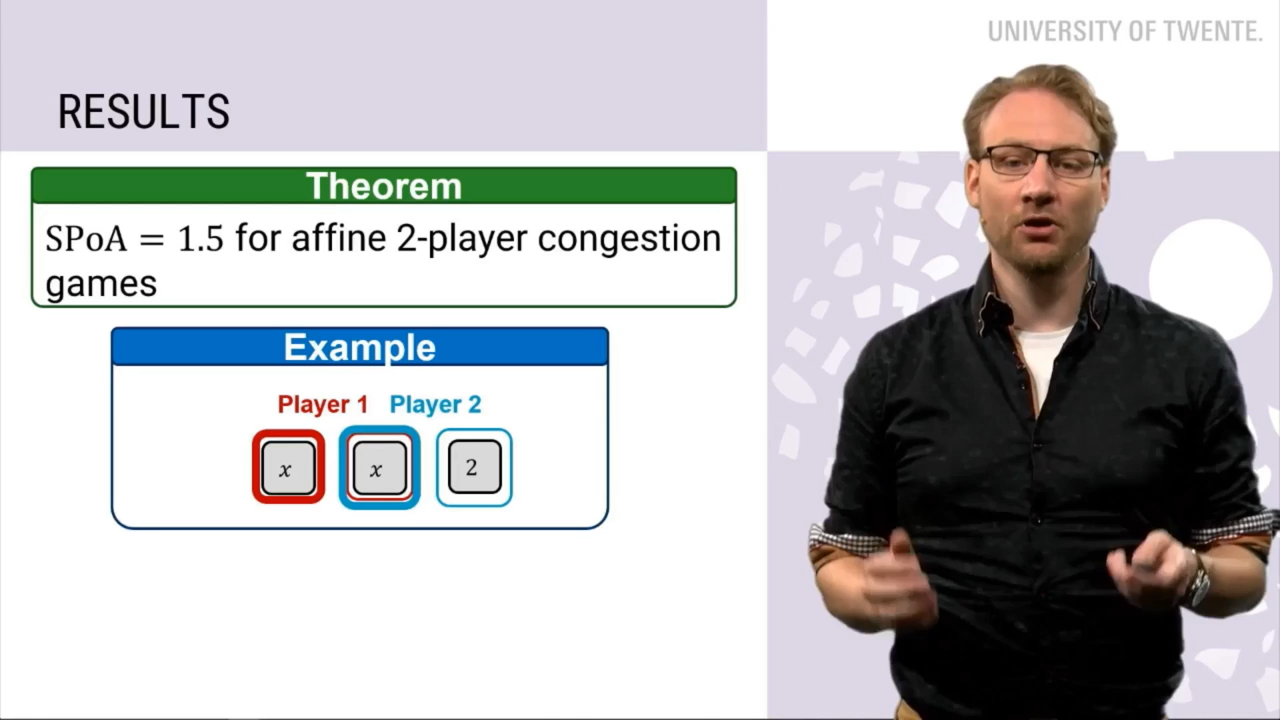 UNIVERSITY OF TWENTE.
RESULTS
Theorem
SPoA = 1.5 for affine 2-player congestion
games
Example
Player 1 Player 2
x x 2